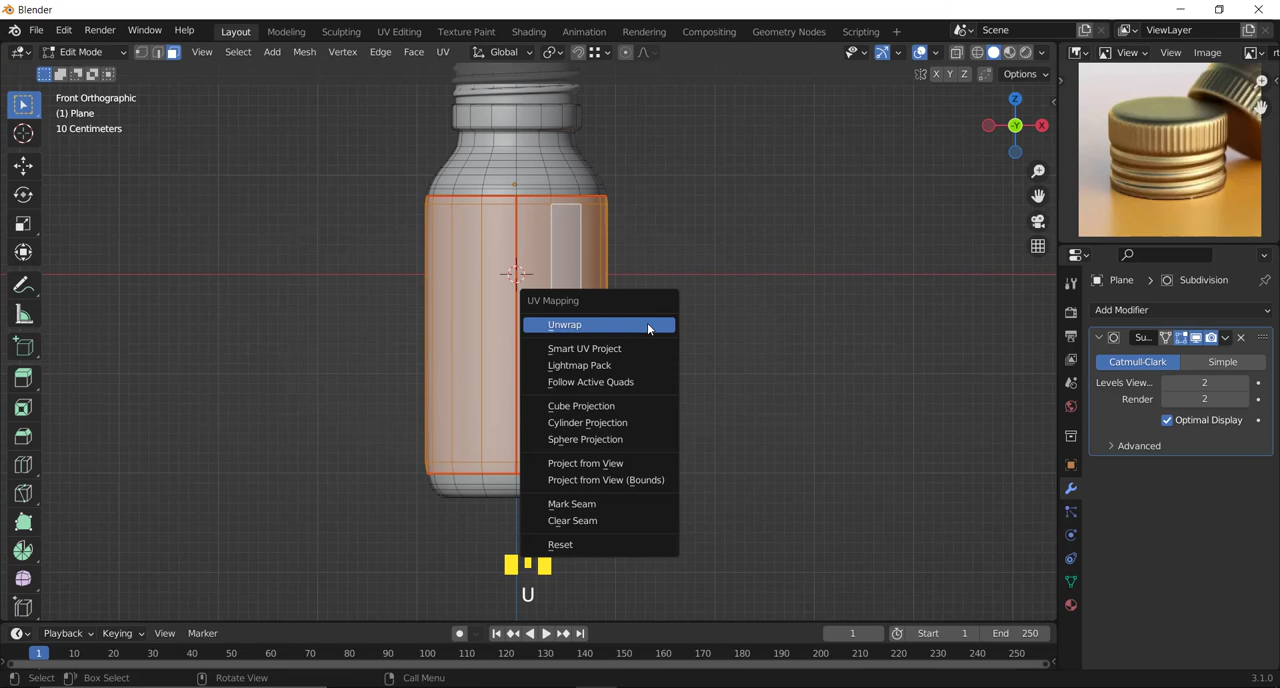 Blender
File Edit Render Window Help Layout Modeling Sculpting UV Editing Texture Paint Shading Animation Rendering Compositing Geometry Nodes Scripting + Scene ViewLayer
Edit Mode View Select Add Mesh Vertex Edge Face UV Global View View Image
X Y Z Options
Front Orthographic
(1) Plane
10 Centimeters
Z
-Y X
UV Mapping
Unwrap
Smart UV Project
Lightmap Pack
Follow Active Quads
Cube Projection
Cylinder Projection
Sphere Projection
Project from View
Project from View (Bounds)
Mark Seam
Clear Seam
Reset
U
Plane Subdivision
Add Modifier
Su...
Catmull-Clark Simple
Levels View... 2
Render 2
Optimal Display
Advanced
Playback Keying View Marker 1 Start 1 End 250
1 10 20 30 40 50 60 70 80 90 100 110 120 130 140 150 160 170 180 190 200 210 220 230 240 250
Select Box Select Rotate View Call Menu 3.1.0